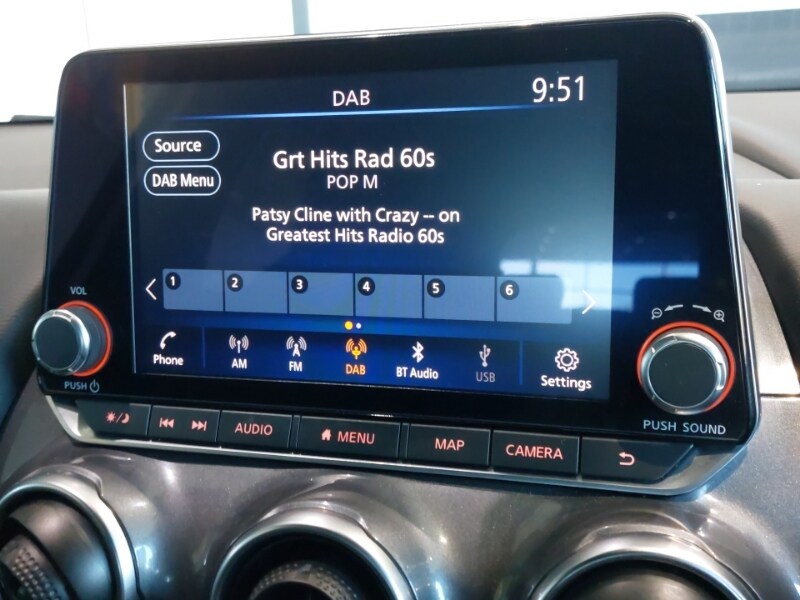 DAB
9:51
Source
DAB Menu
Grt Hits Rad 60s
POP M
Patsy Cline with Crazy -- on
Greatest Hits Radio 60s
1 2 3 4 5 6
Phone AM FM DAB BT Audio USB Settings
VOL
PUSH
PUSH SOUND
AUDIO MENU MAP CAMERA